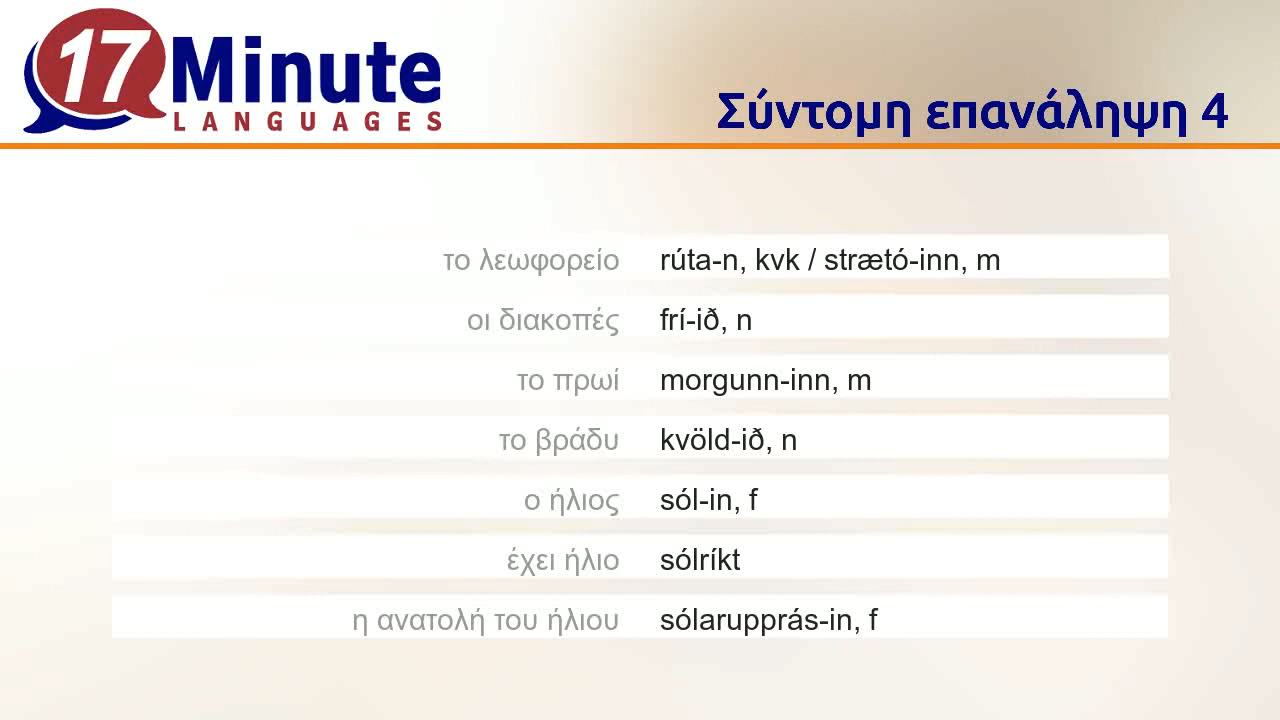 17 Minute
LANGUAGES
Σύντομη επανάληψη 4
το λεωφορείο rúta-n, kvk / strætó-inn, m
οι διακοπές frí-ið, n
το πρωί morgunn-inn, m
το βράδυ kvöld-ið, n
ο ήλιος sól-in, f
έχει ήλιο sólríkt
η ανατολή του ήλιου sólarupprás-in, f